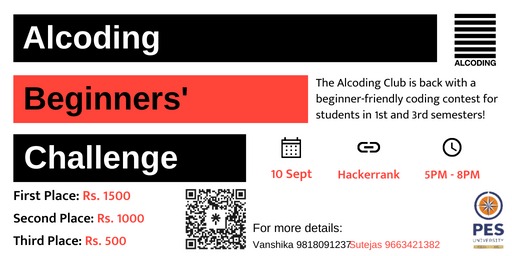 Alcoding
ALCODING
Beginners'
The Alcoding Club is back with a
beginner-friendly coding contest for
students in 1st and 3rd semesters!
Challenge
10 Sept
Hackerrank
5PM - 8PM
First Place: Rs. 1500
Second Place: Rs. 1000
Third Place: Rs. 500
For more details:
Vanshika 9818091237Sutejas 9663421382
PES
UNIVERSITY